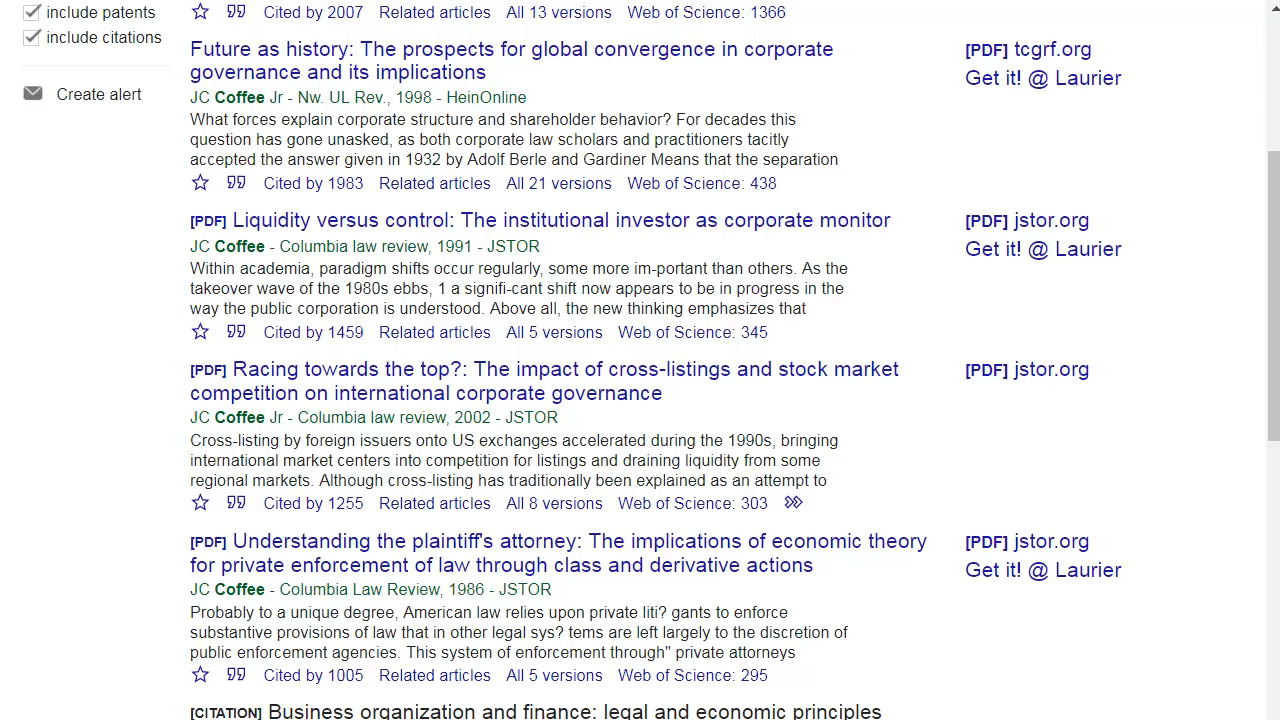 include patents
include citations
Create alert
Cited by 2007 Related articles All 13 versions Web of Science: 1366
Future as history: The prospects for global convergence in corporate
governance and its implications
JC Coffee Jr - Nw. UL Rev., 1998 - HeinOnline
What forces explain corporate structure and shareholder behavior? For decades this
question has gone unasked, as both corporate law scholars and practitioners tacitly
accepted the answer given in 1932 by Adolf Berle and Gardiner Means that the separation
Cited by 1983 Related articles All 21 versions Web of Science: 438
[PDF] tcgrf.org
Get it! @ Laurier
[PDF] Liquidity versus control: The institutional investor as corporate monitor
JC Coffee - Columbia law review, 1991 - JSTOR
Within academia, paradigm shifts occur regularly, some more im-portant than others. As the
takeover wave of the 1980s ebbs, 1 a signifi-cant shift now appears to be in progress in the
way the public corporation is understood. Above all, the new thinking emphasizes that
Cited by 1459 Related articles All 5 versions Web of Science: 345
[PDF] jstor.org
Get it! @ Laurier
[PDF] Racing towards the top?: The impact of cross-listings and stock market
competition on international corporate governance
JC Coffee Jr - Columbia law review, 2002 - JSTOR
Cross-listing by foreign issuers onto US exchanges accelerated during the 1990s, bringing
international market centers into competition for listings and draining liquidity from some
regional markets. Although cross-listing has traditionally been explained as an attempt to
Cited by 1255 Related articles All 8 versions Web of Science: 303
[PDF] jstor.org
[PDF] Understanding the plaintiff's attorney: The implications of economic theory
for private enforcement of law through class and derivative actions
JC Coffee - Columbia Law Review, 1986 - JSTOR
Probably to a unique degree, American law relies upon private liti? gants to enforce
substantive provisions of law that in other legal sys? tems are left largely to the discretion of
public enforcement agencies. This system of enforcement through" private attorneys
Cited by 1005 Related articles All 5 versions Web of Science: 295
[PDF] jstor.org
Get it! @ Laurier
[CITATION] Business organization and finance: legal and economic principles